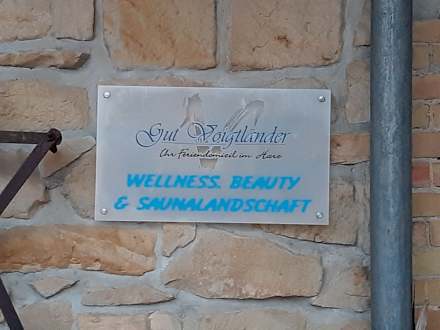 Gut Voigtländer
Ihr Feriendomizil im Harz
WELLNESS, BEAUTY
& SAUNALANDSCHAFT